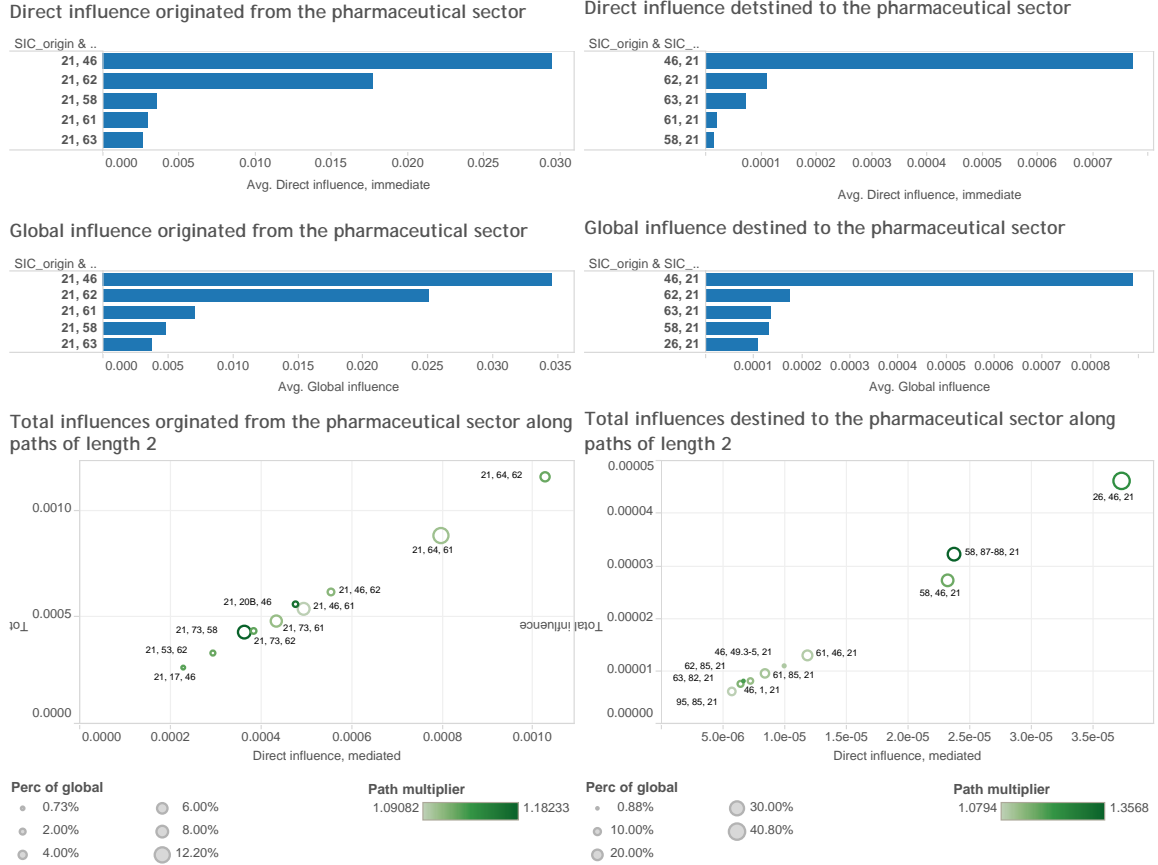 Direct influence originated from the pharmaceutical sector
SIC_origin & ..
21, 46
21, 62
21, 58
21, 61
21, 63
0.000 0.005 0.010 0.015 0.020 0.025 0.030
Avg. Direct influence, immediate
Direct influence detstined to the pharmaceutical sector
SIC_origin & SIC_..
46, 21
62, 21
63, 21
61, 21
58, 21
0.0001 0.0002 0.0003 0.0004 0.0005 0.0006 0.0007
Avg. Direct influence, immediate
Global influence originated from the pharmaceutical sector
SIC_origin & ..
21, 46
21, 62
21, 61
21, 58
21, 63
0.000 0.005 0.010 0.015 0.020 0.025 0.030 0.035
Avg. Global influence
Global influence destined to the pharmaceutical sector
SIC_origin & SIC_..
46, 21
62, 21
63, 21
58, 21
26, 21
0.0001 0.0002 0.0003 0.0004 0.0005 0.0006 0.0007 0.0008
Avg. Global influence
Total influences orginated from the pharmaceutical sector along
paths of length 2
21, 64, 62
0.0010
21, 64, 61
21, 46, 62
21, 20B, 46
21, 46, 61
0.0005
Tot
21, 73, 58
21, 73, 61
21, 73, 62
21, 53, 62
21, 17, 46
0.0000
0.0000 0.0002 0.0004 0.0006 0.0008 0.0010
Direct influence, mediated
Total influences destined to the pharmaceutical sector along
paths of length 2
0.00005
26, 46, 21
0.00004
58, 87-88, 21
0.00003
58, 46, 21
0.00002
Total influence
46, 49.3-5, 21
61, 46, 21
62, 85, 21
0.00001
61, 85, 21
63, 82, 21
46, 1, 21
95, 85, 21
0.00000
5.0e-06 1.0e-05 1.5e-05 2.0e-05 2.5e-05 3.0e-05 3.5e-05
Direct influence, mediated
Perc of global
0.73%
2.00%
4.00%
6.00%
8.00%
12.20%
Path multiplier
1.09082 1.18233
Perc of global
0.88%
10.00%
20.00%
30.00%
40.80%
Path multiplier
1.0794 1.3568